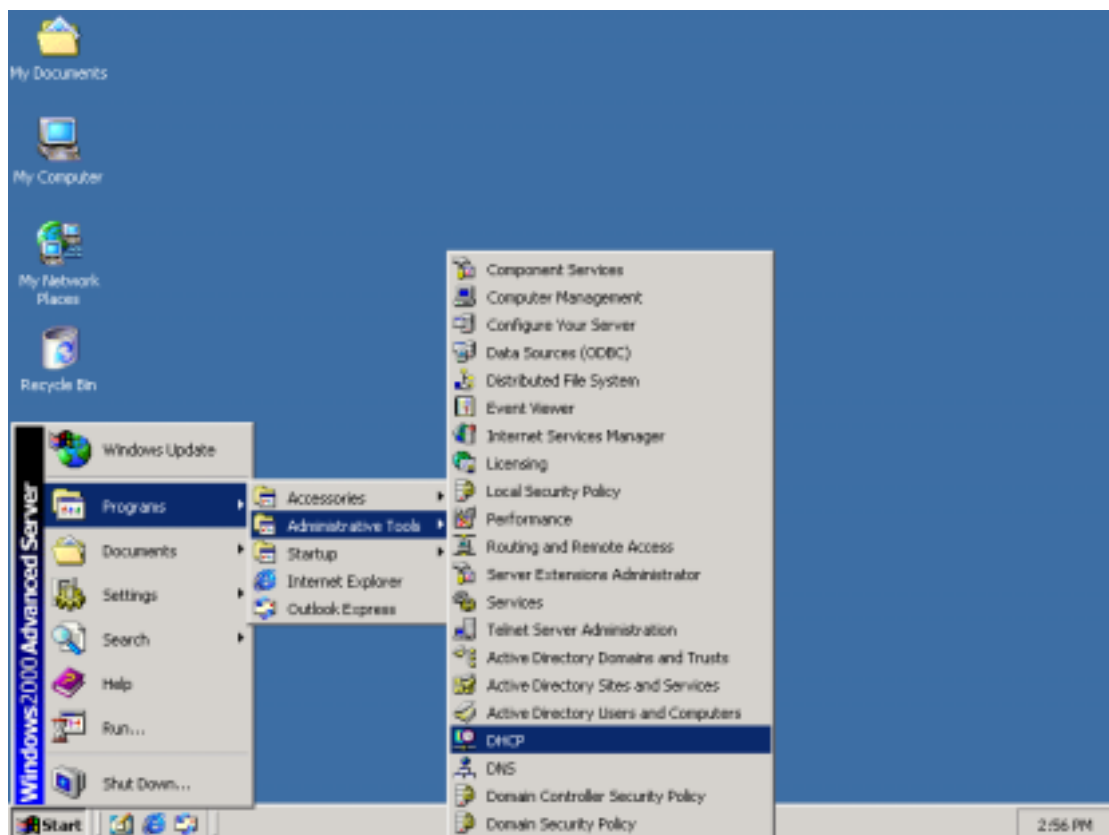 My Documents
My Computer
My Network
Places
Recycle Bin
Windows 2000 Advanced Server
Windows Update
Programs
Documents
Settings
Search
Help
Run...
Shut Down...
Accessories
Administrative Tools
Startup
Internet Explorer
Outlook Express
Component Services
Computer Management
Configure Your Server
Data Sources (ODBC)
Distributed File System
Event Viewer
Internet Services Manager
Licensing
Local Security Policy
Performance
Routing and Remote Access
Server Extensions Administrator
Services
Telnet Server Administration
Active Directory Domains and Trusts
Active Directory Sites and Services
Active Directory Users and Computers
DHCP
DNS
Domain Controller Security Policy
Domain Security Policy
Start
2:56 PM